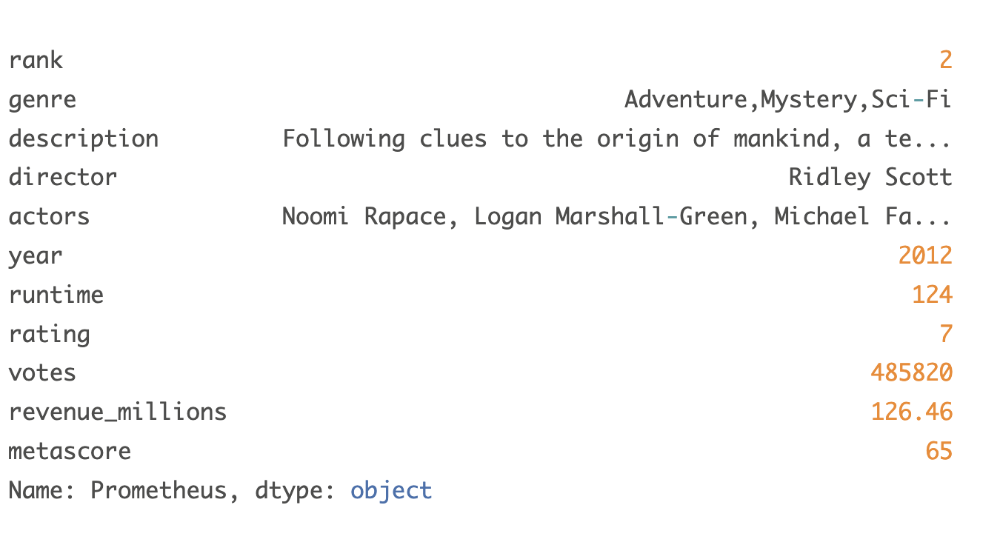 rank 2
genre Adventure,Mystery,Sci-Fi
description Following clues to the origin of mankind, a te...
director Ridley Scott
actors Noomi Rapace, Logan Marshall-Green, Michael Fa...
year 2012
runtime 124
rating 7
votes 485820
revenue_millions 126.46
metascore 65
Name: Prometheus, dtype: object